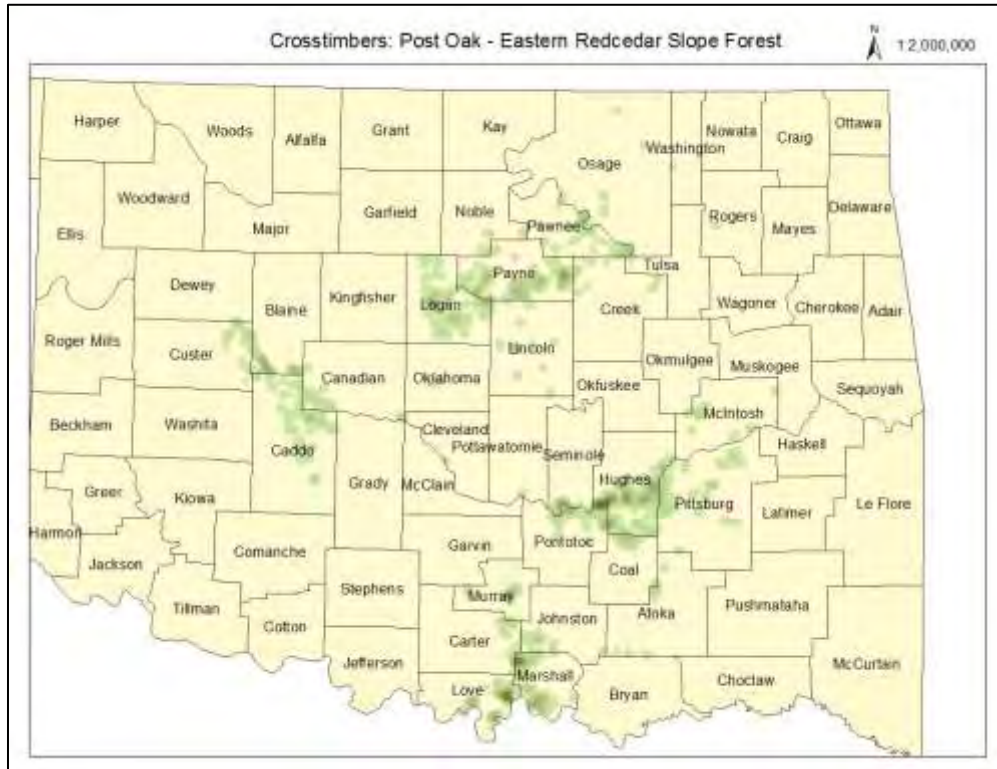 Crosstimbers: Post Oak - Eastern Redcedar Slope Forest
N
1:2,000,000
Harper
Woods
Alfalfa
Grant
Kay
Osage
Washington
Nowata
Craig
Ottawa
Ellis
Woodward
Major
Garfield
Noble
Pawnee
Rogers
Mayes
Delaware
Dewey
Blaine
Kingfisher
Logan
Payne
Tulsa
Creek
Wagoner
Cherokee
Adair
Roger Mills
Custer
Canadian
Oklahoma
Lincoln
Okfuskee
Okmulgee
Muskogee
Sequoyah
Beckham
Washita
Caddo
Grady
Cleveland
McClain
Pottawatomie
Seminole
Hughes
McIntosh
Haskell
Greer
Kiowa
Pittsburg
Latimer
Le Flore
Harmon
Jackson
Comanche
Garvin
Pontotoc
Coal
Tillman
Cotton
Stephens
Murray
Johnston
Atoka
Pushmataha
Jefferson
Carter
Love
Marshall
Bryan
Choctaw
McCurtain